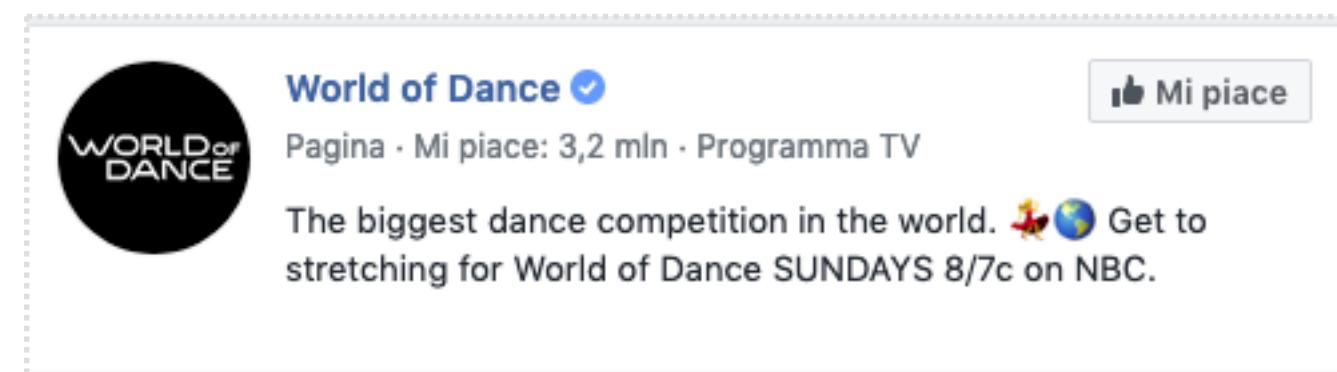 WORLD OF
DANCE
World of Dance
Mi piace
Pagina · Mi piace: 3,2 mln · Programma TV
The biggest dance competition in the world. 💃🌎 Get to
stretching for World of Dance SUNDAYS 8/7c on NBC.